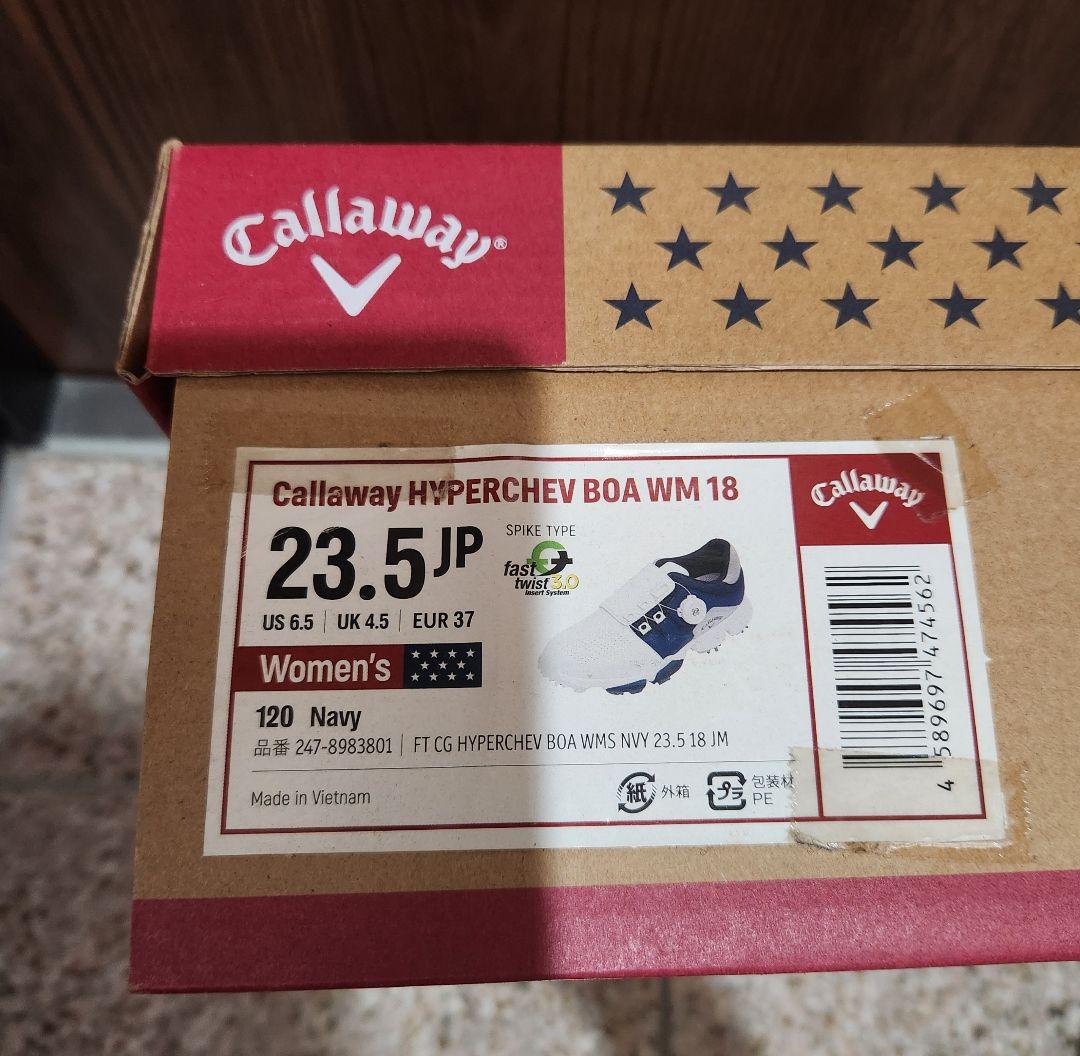 Callaway®
Callaway HYPERCHEV BOA WM 18
Callaway
23.5 JP
SPIKE TYPE
fast twist 3.0
Insert System
US 6.5 | UK 4.5 | EUR 37
Women's
120 Navy
品番 247-8983801 | FT CG HYPERCHEV BOA WMS NVY 23.5 18 JM
Made in Vietnam
紙 外箱
プラ 包装材
PE
4 589697 474562